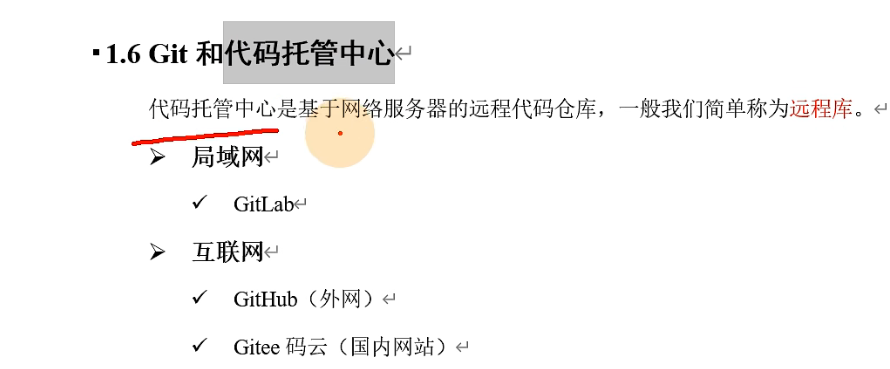 1.6 Git 和代码托管中心
代码托管中心是基于网络服务器的远程代码仓库，一般我们简单称为远程库。
➢ 局域网
✓ GitLab
➢ 互联网
✓ GitHub（外网）
✓ Gitee 码云（国内网站）